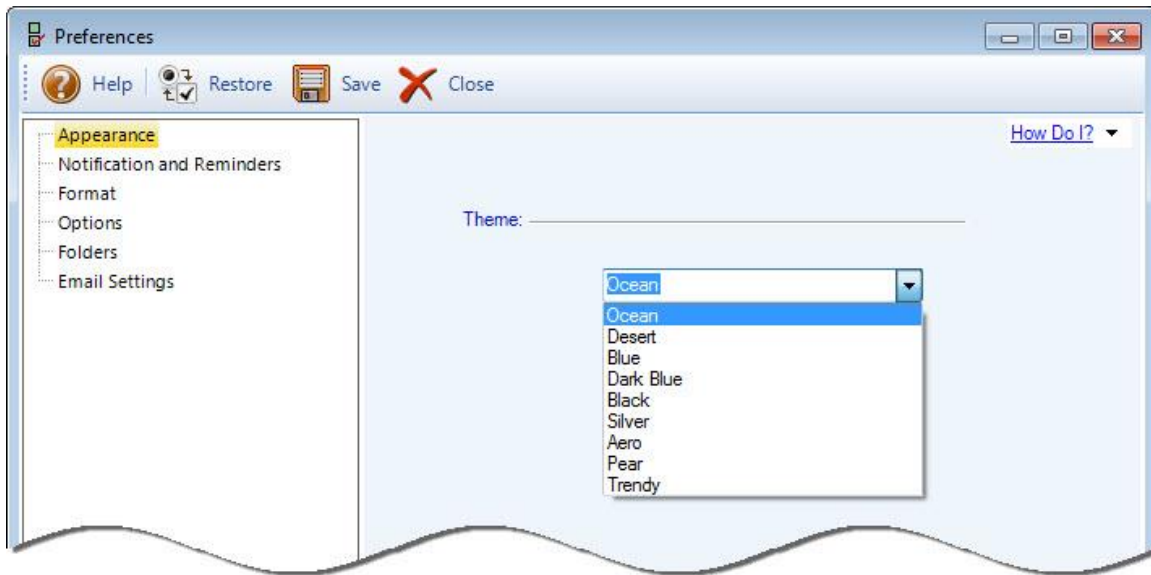 Preferences
Help Restore Save Close
Appearance
Notification and Reminders
Format
Options
Folders
Email Settings
How Do I?
Theme:
Ocean
Ocean
Desert
Blue
Dark Blue
Black
Silver
Aero
Pear
Trendy